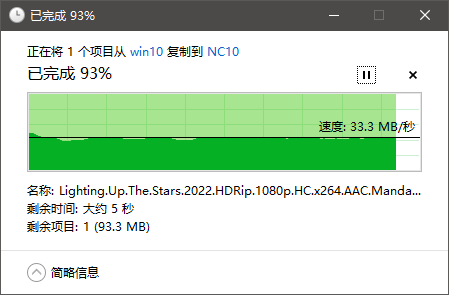 已完成 93%
正在将 1 个项目从 win10 复制到 NC10
已完成 93%
速度: 33.3 MB/秒
名称: Lighting.Up.The.Stars.2022.HDRip.1080p.HC.x264.AAC.Manda...
剩余时间: 大约 5 秒
剩余项目: 1 (93.3 MB)
简略信息